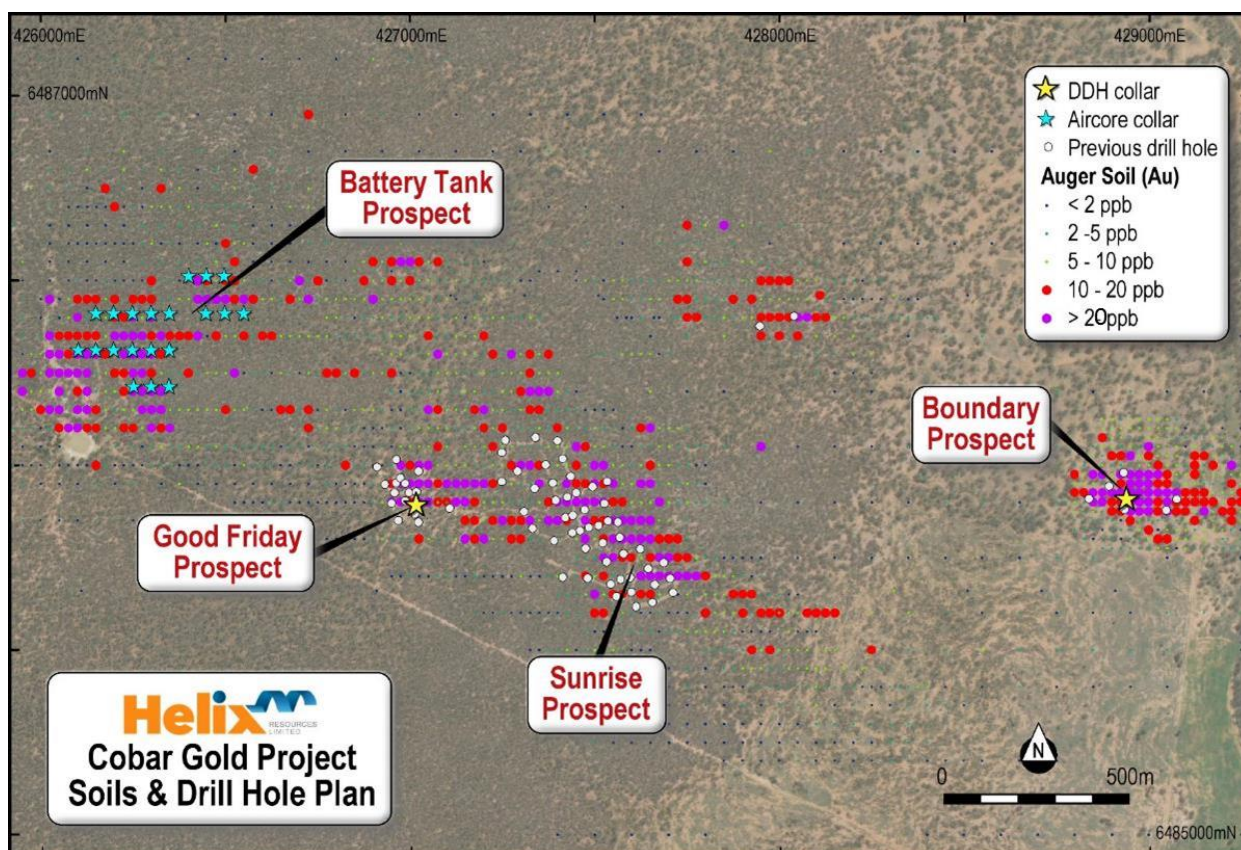 426000mE
427000mE
428000mE
429000mE
6487000mN
DDH collar
Aircore collar
Previous drill hole
Auger Soil (Au)
< 2 ppb
2 -5 ppb
5 - 10 ppb
10 - 20 ppb
> 20ppb
Battery Tank
Prospect
Boundary
Prospect
Good Friday
Prospect
Sunrise
Prospect
Helix
RESOURCES
LIMITED
Cobar Gold Project
Soils & Drill Hole Plan
N
0
500m
6485000mN